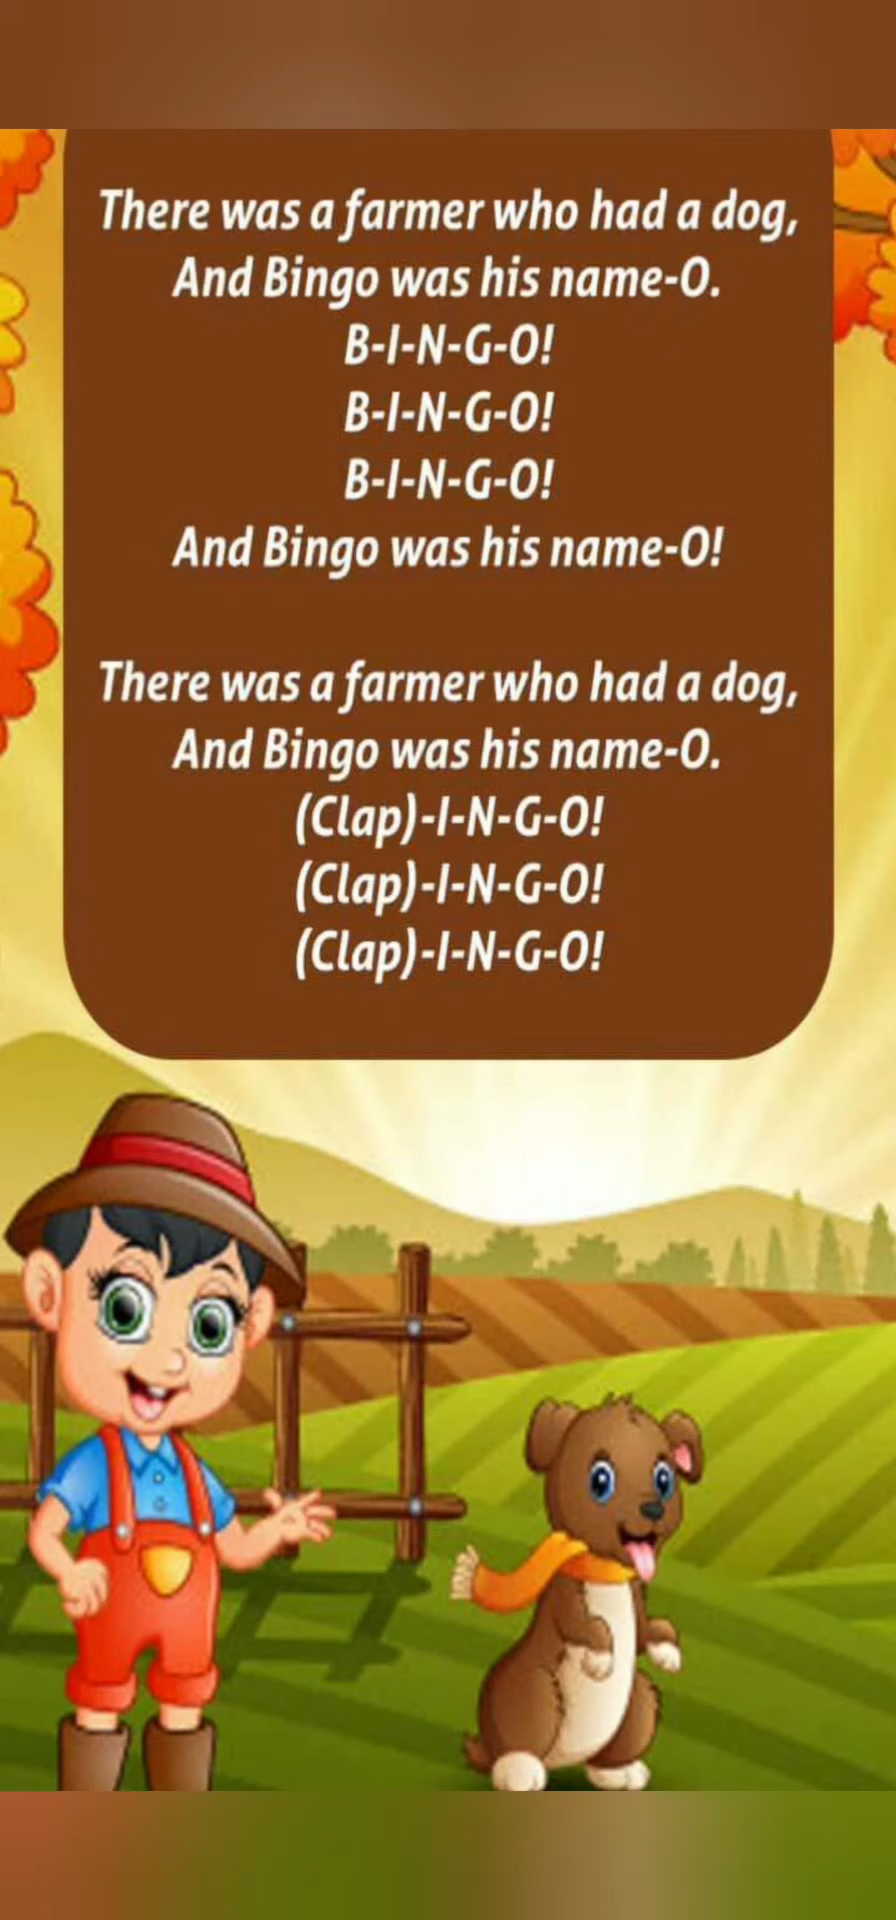 There was a farmer who had a dog,
And Bingo was his name-O.
B-I-N-G-O!
B-I-N-G-O!
B-I-N-G-O!
And Bingo was his name-O!
There was a farmer who had a dog,
And Bingo was his name-O.
(Clap)-I-N-G-O!
(Clap)-I-N-G-O!
(Clap)-I-N-G-O!